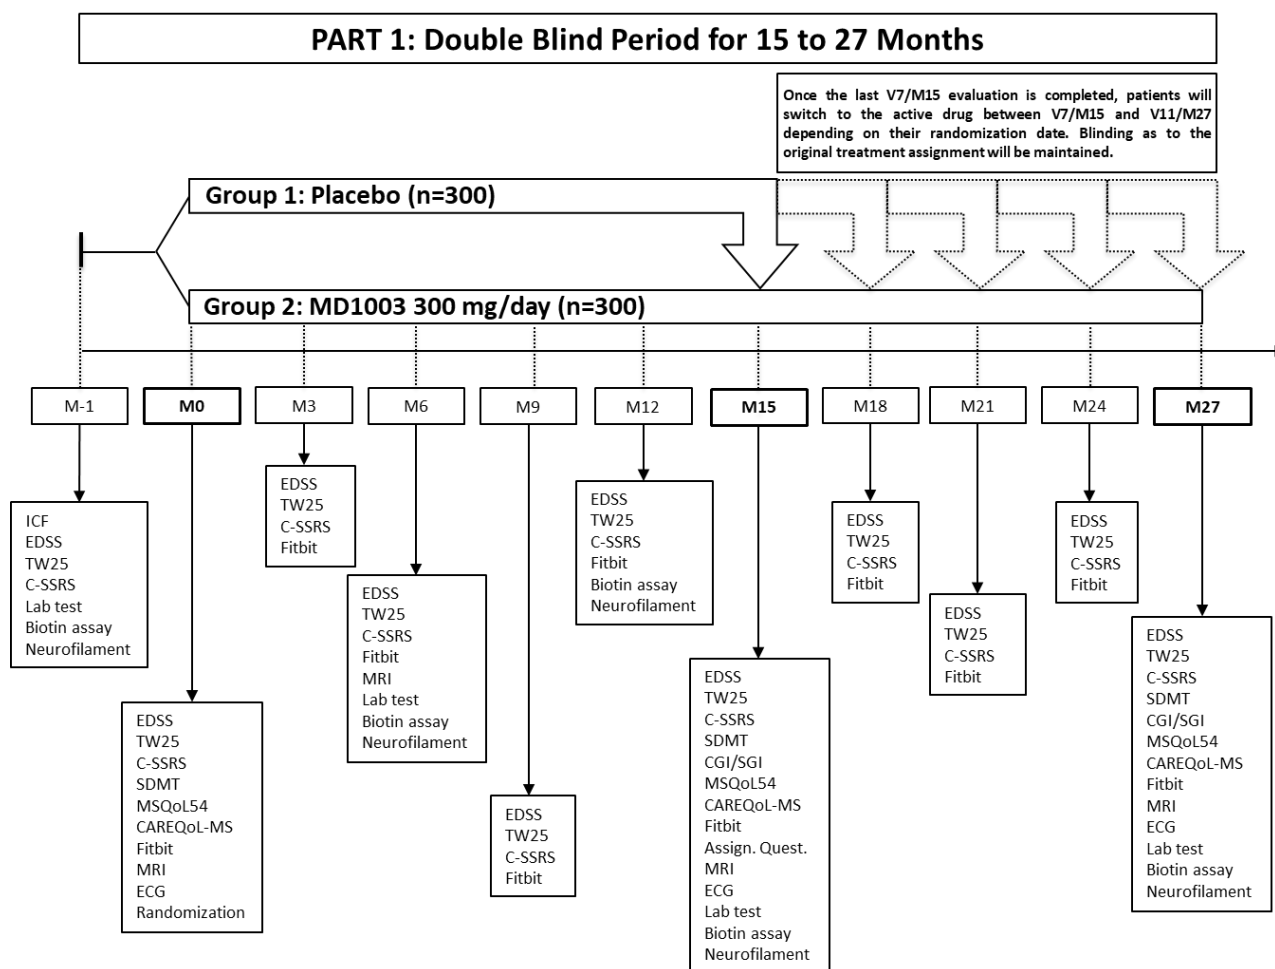 PART 1: Double Blind Period for 15 to 27 Months
Once the last V7/M15 evaluation is completed, patients will
switch to the active drug between V7/M15 and V11/M27
depending on their randomization date. Blinding as to the
original treatment assignment will be maintained.
Group 1: Placebo (n=300)
Group 2: MD1003 300 mg/day (n=300)
M-1
M0
M3
M6
M9
M12
M15
M18
M21
M24
M27
ICF
EDSS
TW25
C-SSRS
Lab test
Biotin assay
Neurofilament
EDSS
TW25
C-SSRS
SDMT
MSQoL54
CAREQoL-MS
Fitbit
MRI
ECG
Randomization
EDSS
TW25
C-SSRS
Fitbit
EDSS
TW25
C-SSRS
Fitbit
MRI
Lab test
Biotin assay
Neurofilament
EDSS
TW25
C-SSRS
Fitbit
EDSS
TW25
C-SSRS
Fitbit
Biotin assay
Neurofilament
EDSS
TW25
C-SSRS
SDMT
CGI/SGI
MSQoL54
CAREQoL-MS
Fitbit
Assign. Quest.
MRI
ECG
Lab test
Biotin assay
Neurofilament
EDSS
TW25
C-SSRS
Fitbit
EDSS
TW25
C-SSRS
Fitbit
EDSS
TW25
C-SSRS
Fitbit
EDSS
TW25
C-SSRS
SDMT
CGI/SGI
MSQoL54
CAREQoL-MS
Fitbit
MRI
ECG
Lab test
Biotin assay
Neurofilament